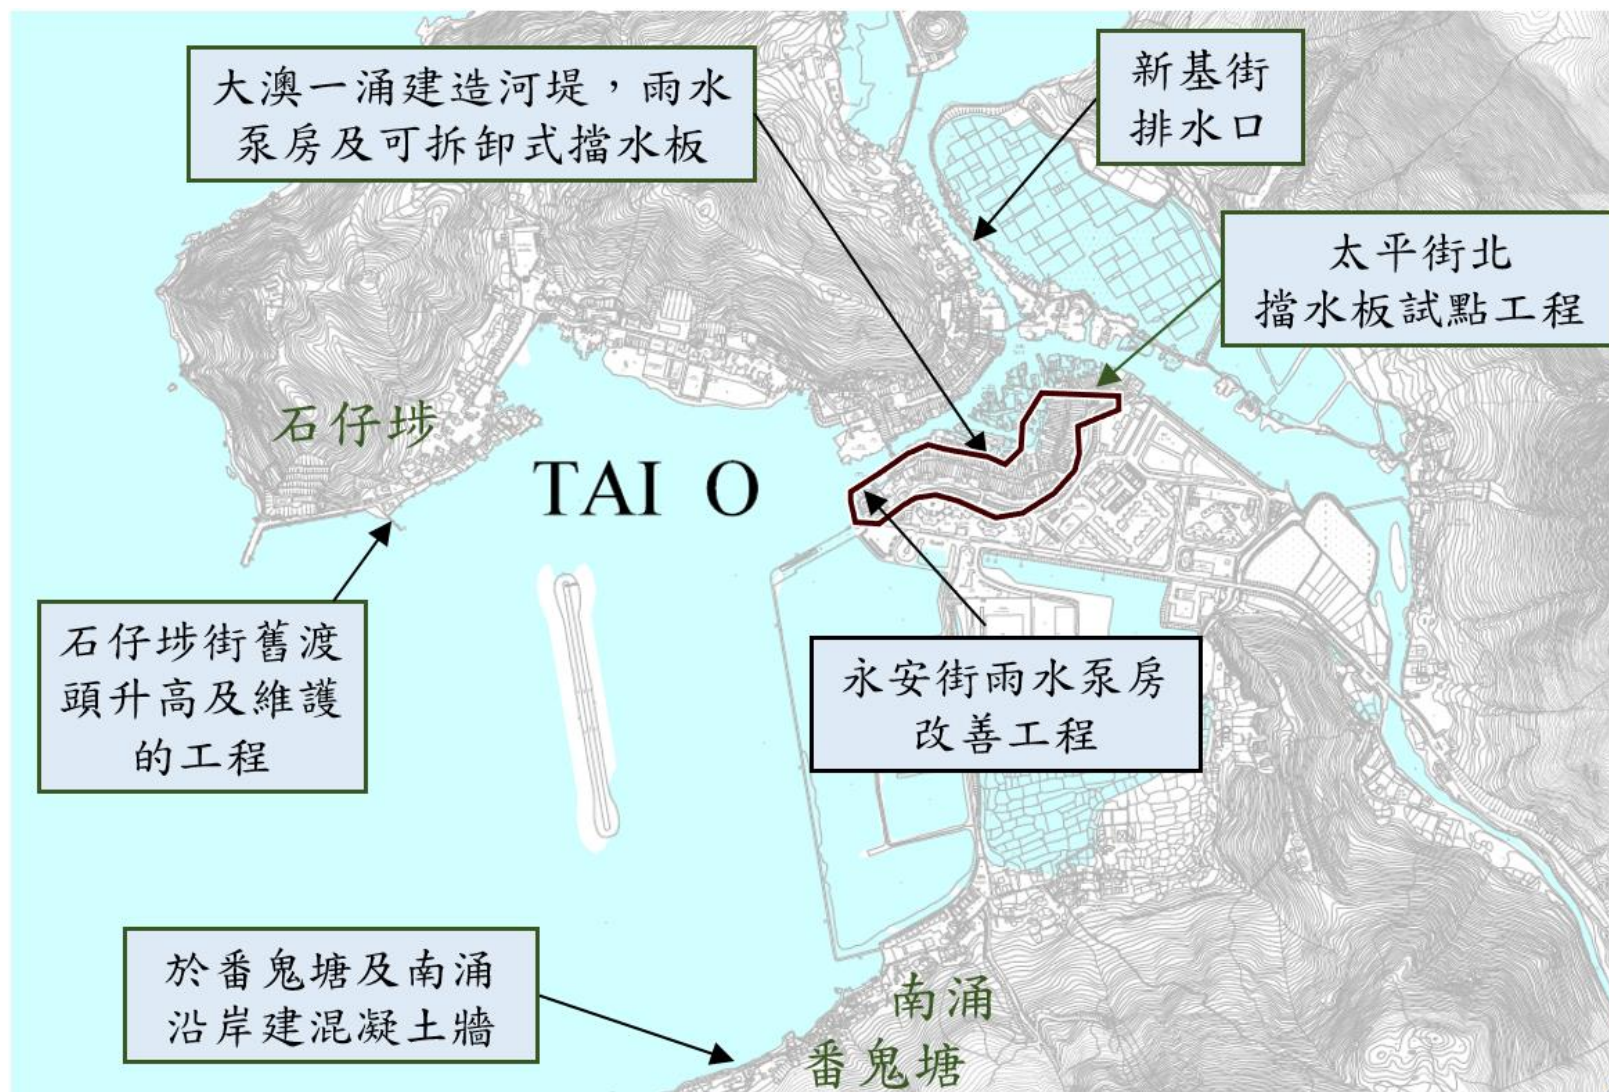 大澳一涌建造河堤，雨水
泵房及可拆卸式擋水板
新基街
排水口
太平街北
擋水板試點工程
石仔埗
TAI O
石仔埗街舊渡
頭升高及維護
的工程
永安街雨水泵房
改善工程
於番鬼塘及南涌
沿岸建混凝土牆
南涌
番鬼塘